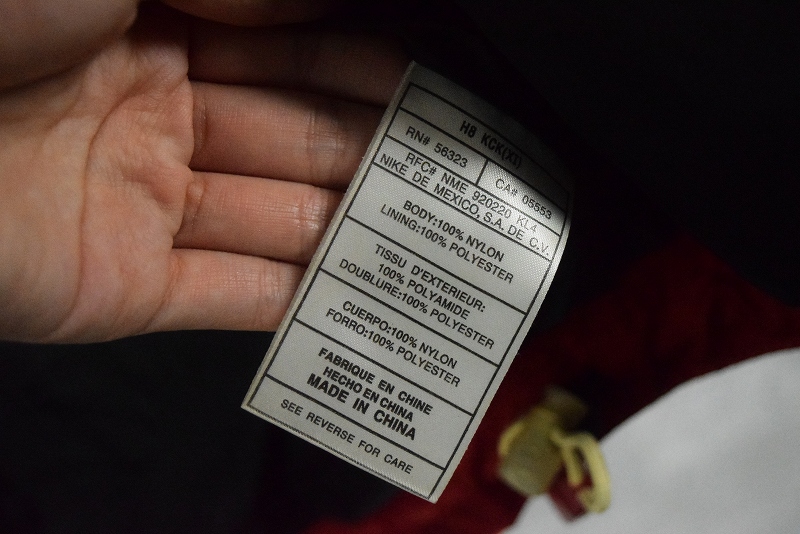 H8 KCK(XI)
RN# 56323 CA# 05553
RFC# NME 920220 KL4
NIKE DE MEXICO, S.A. DE C.V.
BODY:100% NYLON
LINING:100% POLYESTER
TISSU D'EXTERIEUR:
100% POLYAMIDE
DOUBLURE:100% POLYESTER
CUERPO:100% NYLON
FORRO:100% POLYESTER
FABRIQUE EN CHINE
HECHO EN CHINA
MADE IN CHINA
SEE REVERSE FOR CARE